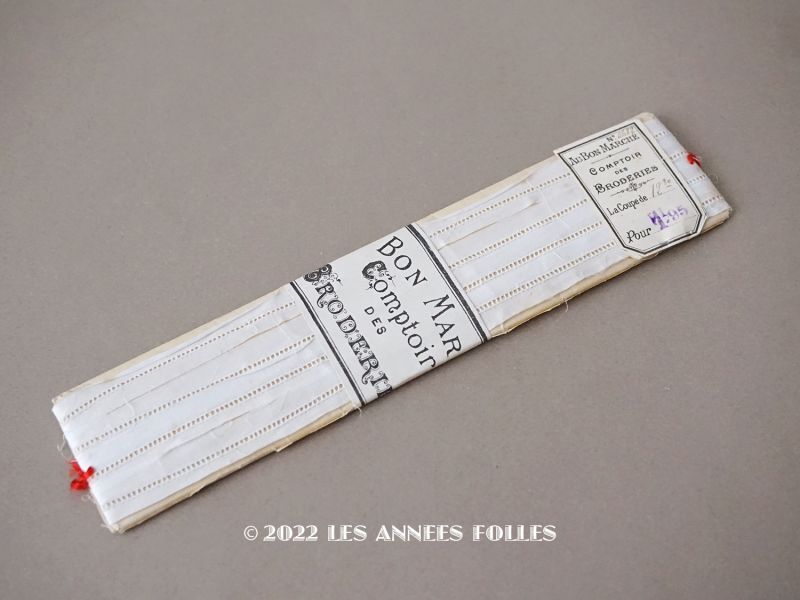 BON MAR
Comptoir
DES
BRODERI
N°
AU BON MARCHÉ
COMPTOIR
DES
BRODERIES
La Coupe de 12
Pour
© 2022 LES ANNEES FOLLES